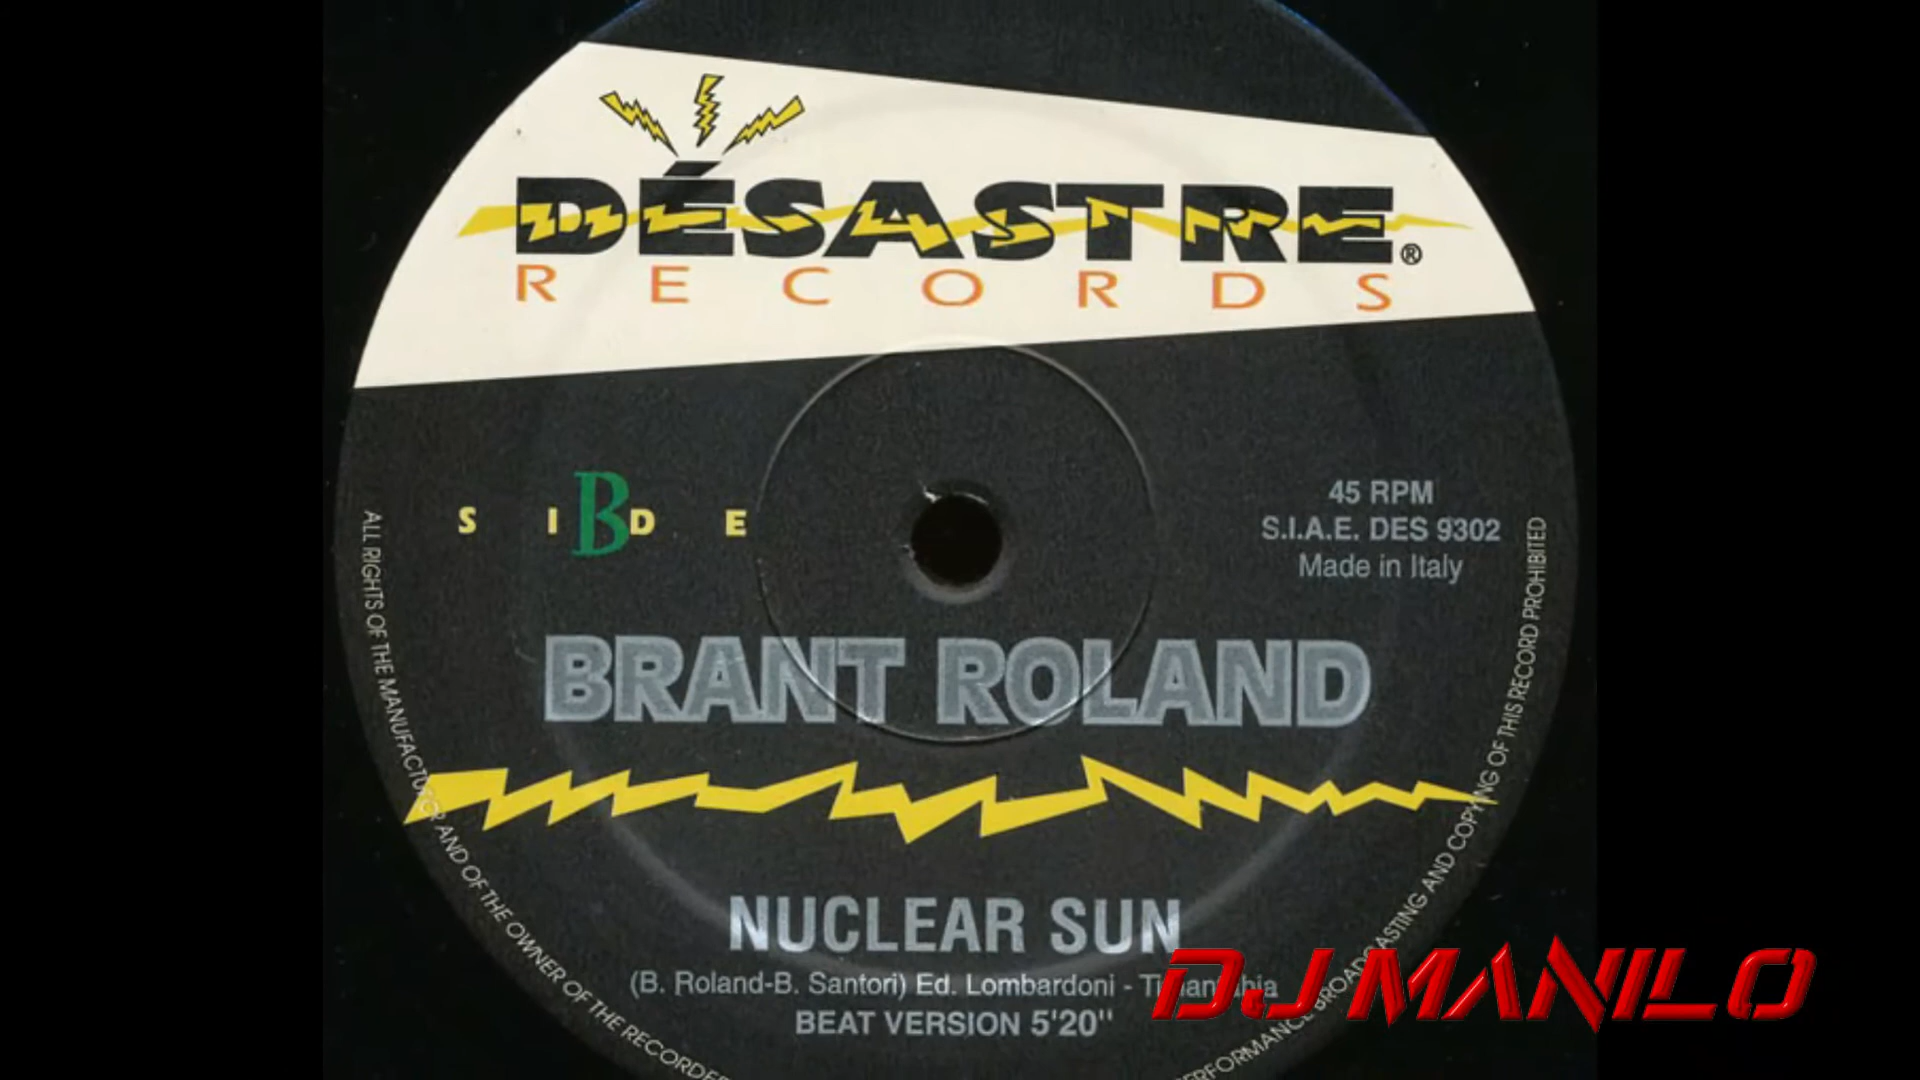 DÉSASTRE®
RECORDS
SIDE B
45 RPM
S.I.A.E. DES 9302
Made in Italy
BRANT ROLAND
NUCLEAR SUN
(B. Roland-B. Santori) Ed. Lombardoni -
BEAT VERSION 5'20"
ALL RIGHTS OF THE MANUFACTURER AND OF THE OWNER OF THE RECORDED
PERFORMANCE BROADCASTING AND COPYING OF THIS RECORD PROHIBITED
DJ MANILO